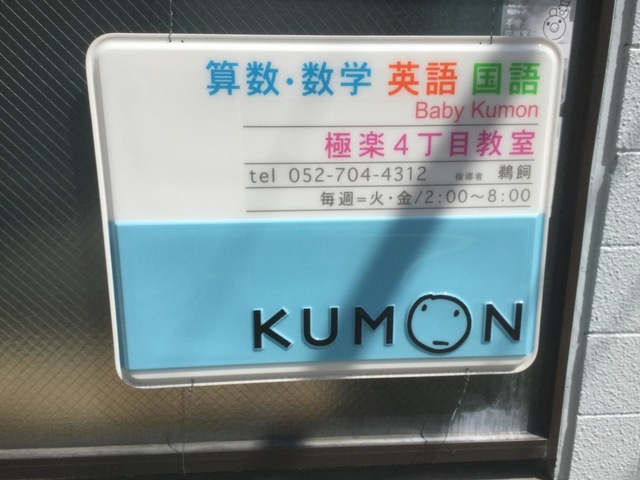 算数・数学 英語 国語
Baby Kumon
極楽4丁目教室
tel 052-704-4312 指導者 鵜飼
毎週=火・金/2:00〜8:00
KUMON